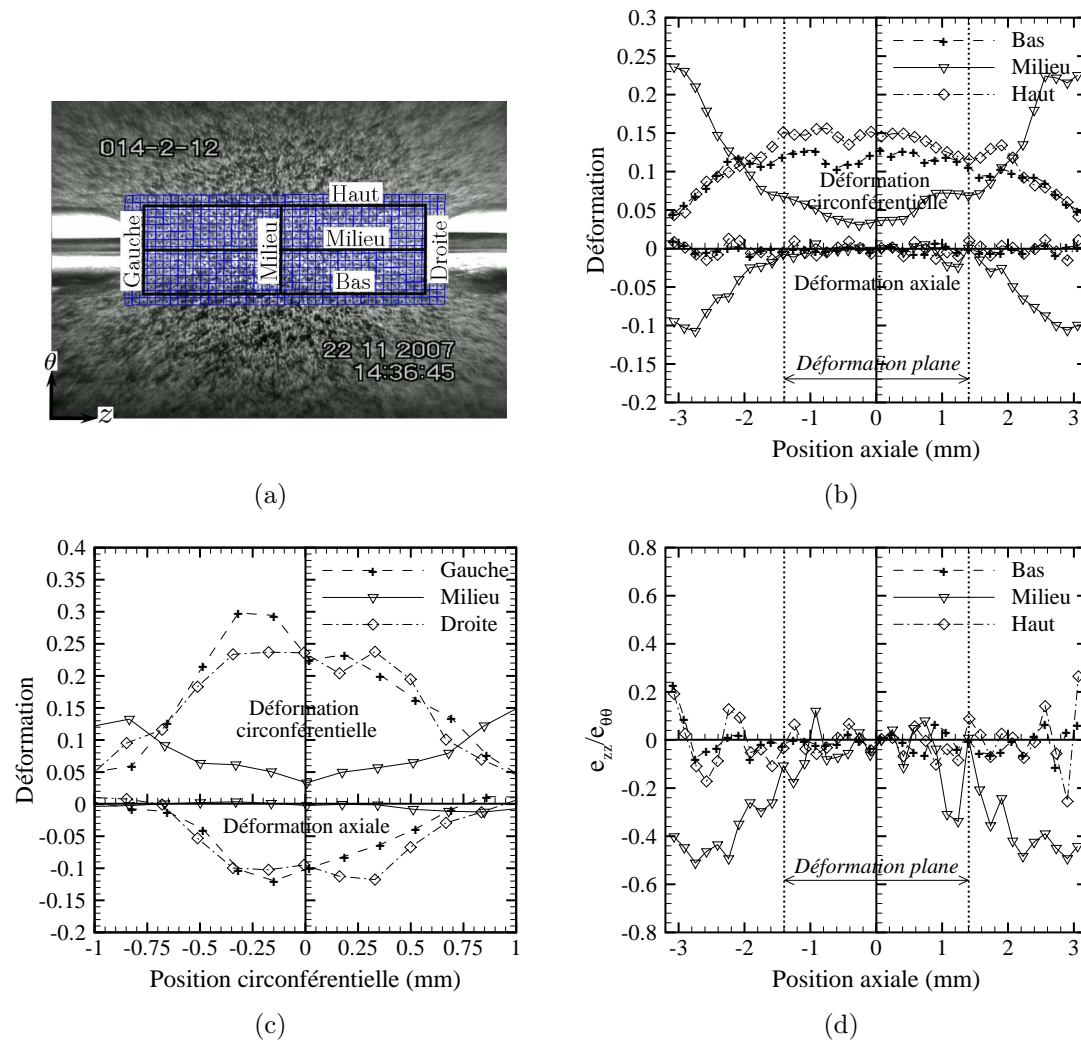 014-2-12
Haut
Gauche
Milieu
Milieu
Droite
Bas
22 11 2007
14:36:45
θ
z
(a)
0.3
0.25
0.2
0.15
0.1
0.05
0
-0.05
-0.1
-0.15
-0.2
Déformation
Bas
Milieu
Haut
Déformation
circonférentielle
Déformation axiale
Déformation plane
-3 -2 -1 0 1 2 3
Position axiale (mm)
(b)
0.4
0.35
0.3
0.25
0.2
0.15
0.1
0.05
0
-0.05
-0.1
-0.15
-0.2
Déformation
Gauche
Milieu
Droite
Déformation
circonférentielle
Déformation axiale
-1 -0.75 -0.5 -0.25 0 0.25 0.5 0.75 1
Position circonférentielle (mm)
(c)
0.8
0.6
0.4
0.2
0
-0.2
-0.4
-0.6
-0.8
e_zz/e_θθ
Bas
Milieu
Haut
Déformation plane
-3 -2 -1 0 1 2 3
Position axiale (mm)
(d)